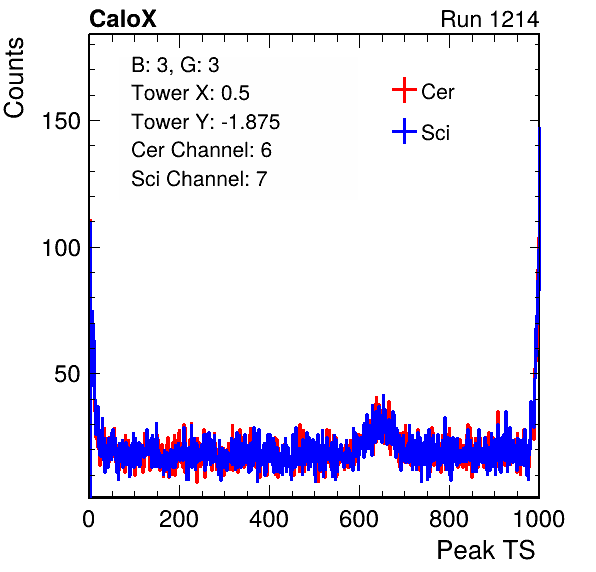 CaloX
Run 1214
Counts
B: 3, G: 3
Tower X: 0.5
Tower Y: -1.875
Cer Channel: 6
Sci Channel: 7
Cer
Sci
150
100
50
0 200 400 600 800 1000
Peak TS